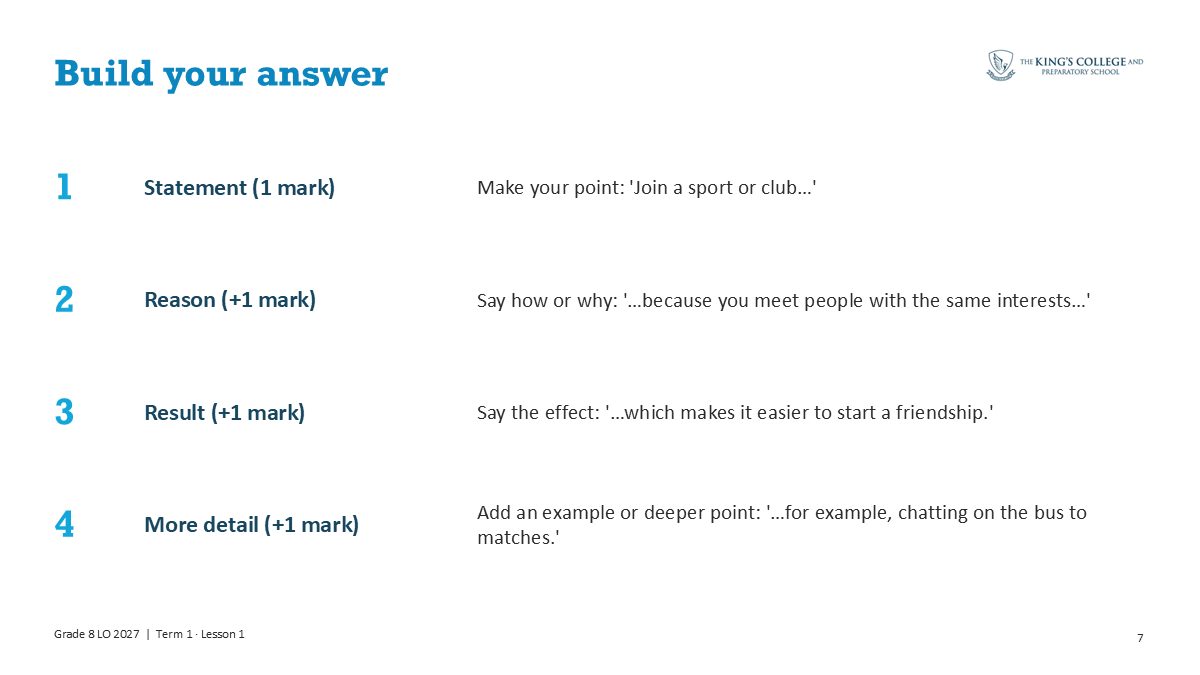 Build your answer
THE KING'S COLLEGE AND
PREPARATORY SCHOOL
1
Statement (1 mark)
Make your point: 'Join a sport or club...'
2
Reason (+1 mark)
Say how or why: '...because you meet people with the same interests...'
3
Result (+1 mark)
Say the effect: '...which makes it easier to start a friendship.'
4
More detail (+1 mark)
Add an example or deeper point: '...for example, chatting on the bus to
matches.'
Grade 8 LO 2027 | Term 1 · Lesson 1
7